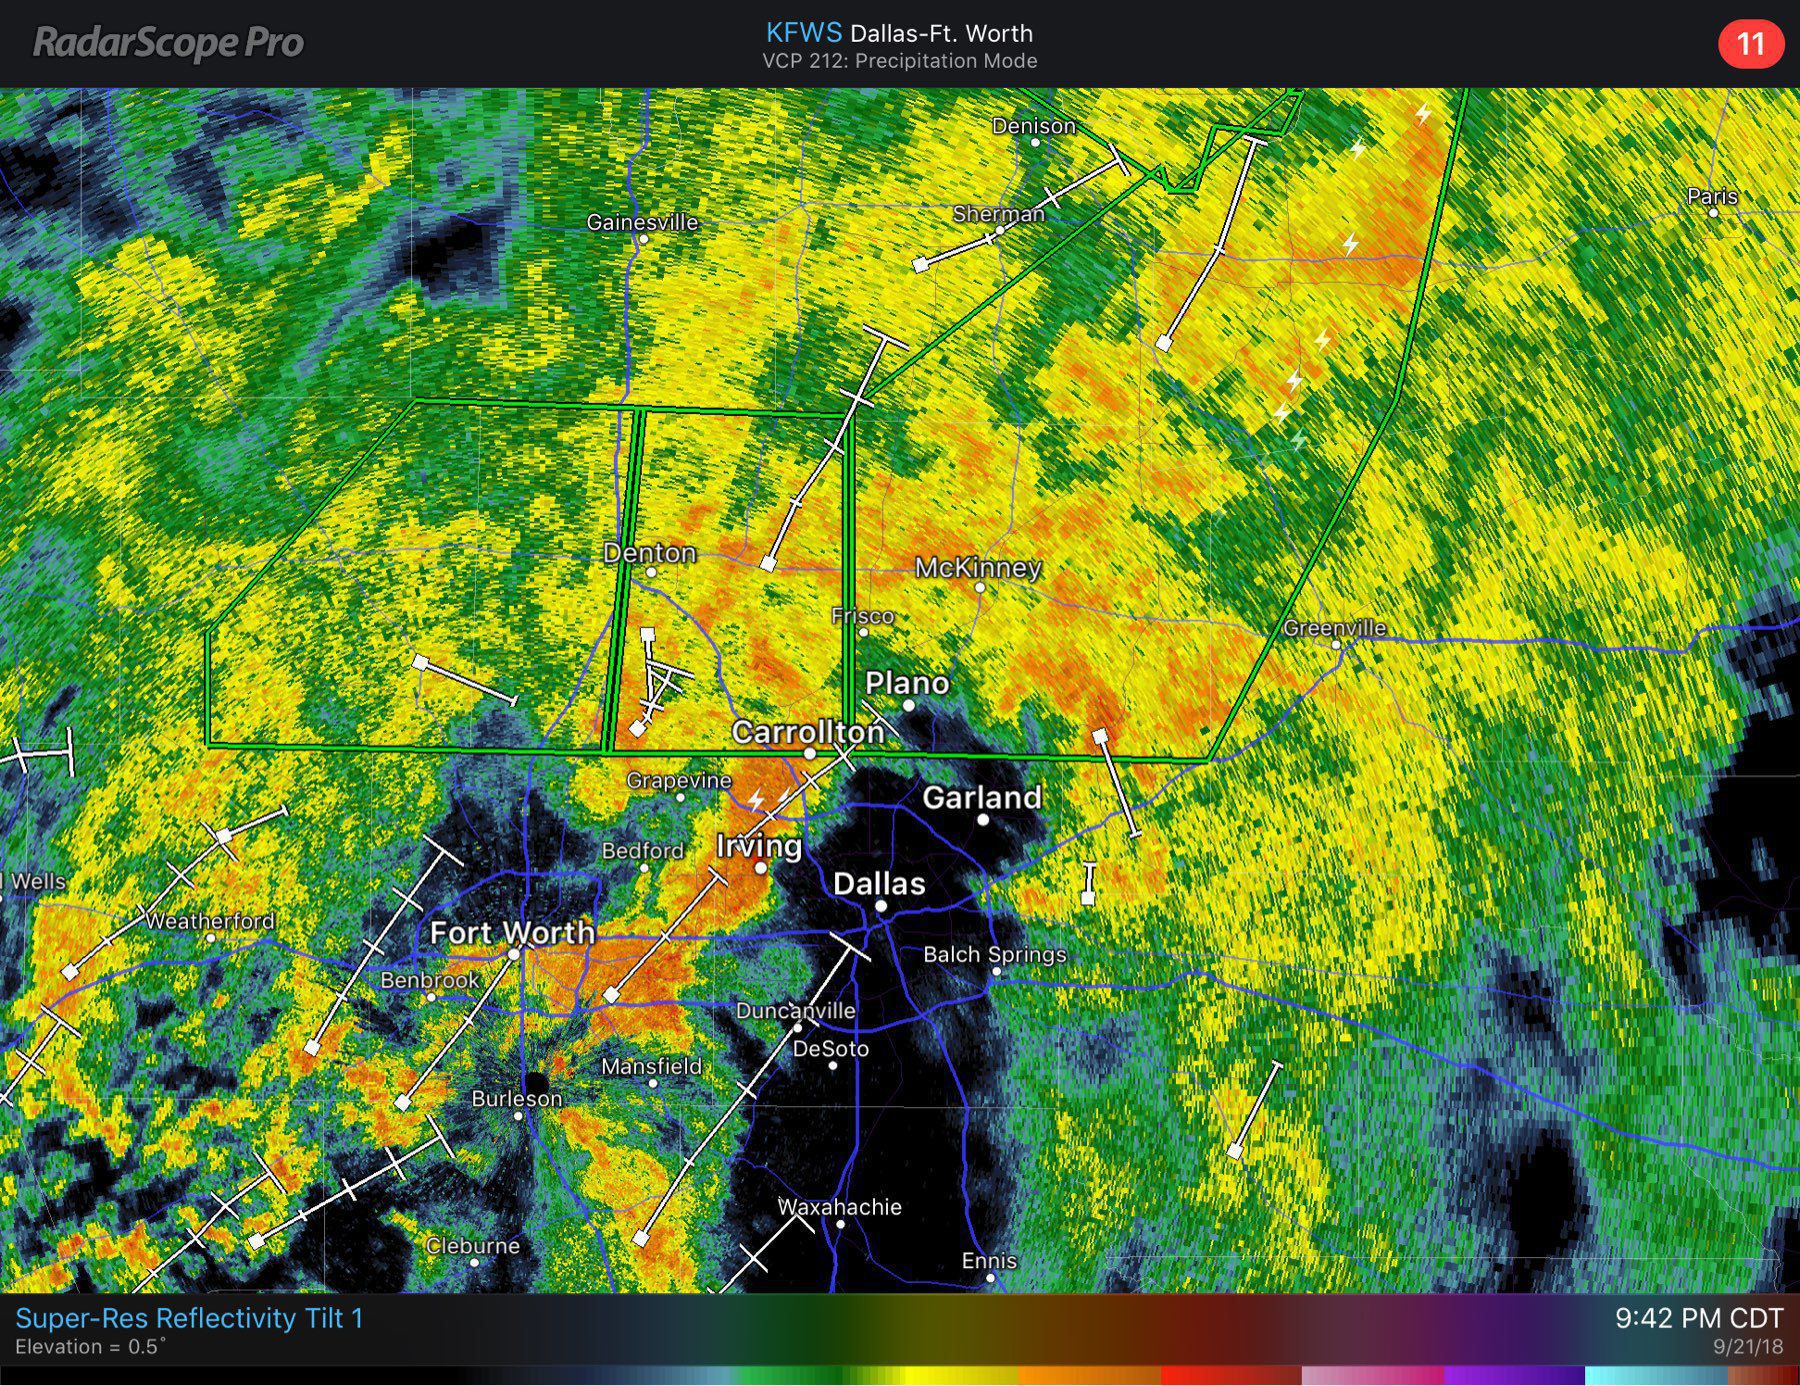 RadarScope Pro
KFWS Dallas-Ft. Worth
VCP 212: Precipitation Mode
11
Denison
Paris
Sherman
Gainesville
Denton
McKinney
Frisco
Greenville
Plano
Carrollton
Grapevine
Garland
Irving
Bedford
Wells
Dallas
Weatherford
Fort Worth
Balch Springs
Benbrook
Duncanville
DeSoto
Mansfield
Burleson
Waxahachie
Cleburne
Ennis
Super-Res Reflectivity Tilt 1
9:42 PM CDT
Elevation = 0.5°
9/21/18